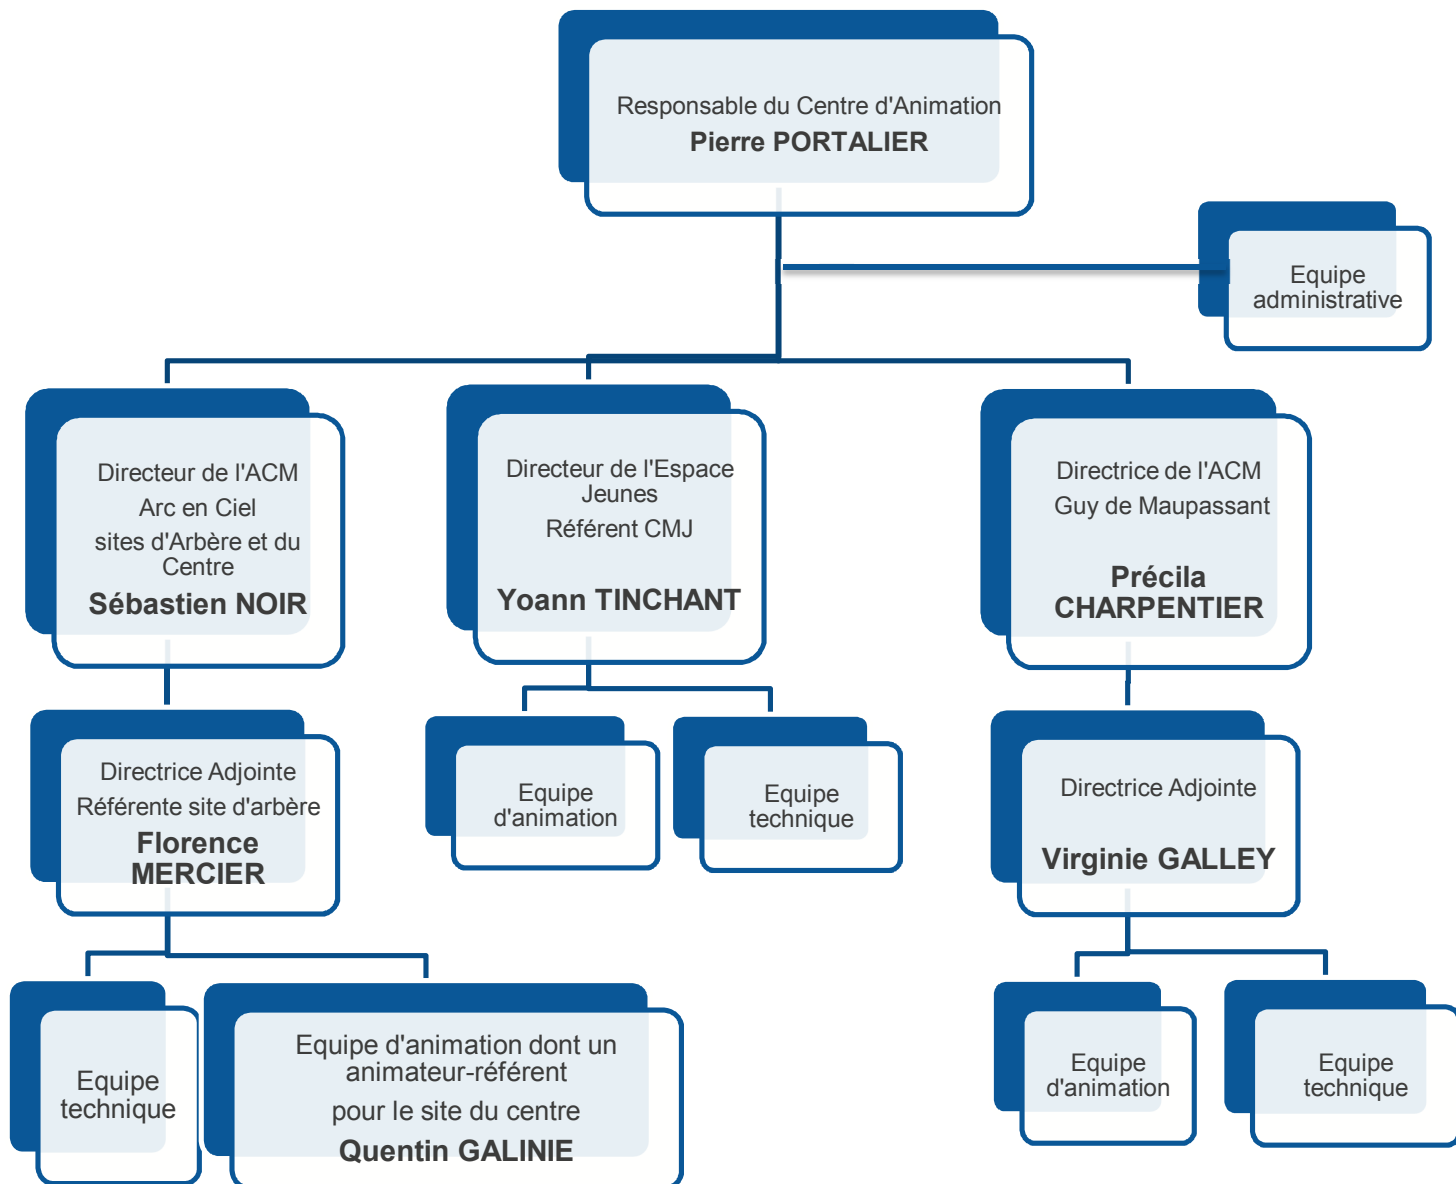 Responsable du Centre d'Animation
Pierre PORTALIER
Equipe
administrative
Directeur de l'ACM
Arc en Ciel
sites d'Arbère et du
Centre
Sébastien NOIR
Directeur de l'Espace
Jeunes
Référent CMJ
Yoann TINCHANT
Directrice de l'ACM
Guy de Maupassant
Précila
CHARPENTIER
Directrice Adjointe
Référente site d'arbère
Florence
MERCIER
Equipe
d'animation
Equipe
technique
Directrice Adjointe
Virginie GALLEY
Equipe
technique
Equipe d'animation dont un
animateur-référent
pour le site du centre
Quentin GALINIE
Equipe
d'animation
Equipe
technique